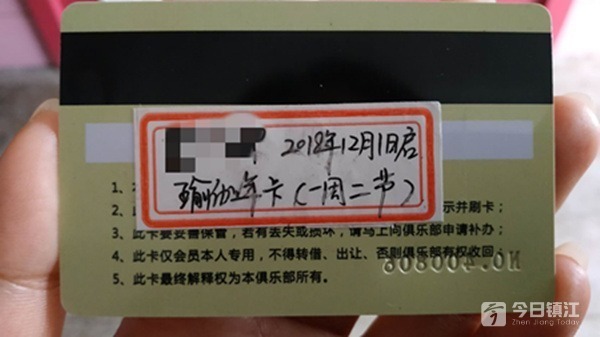 2018年12月1日启
瑜伽年卡（一周二节）
1、
2、 示并刷卡；
3、此卡要妥善保管，若有丢失或损坏，请马上向俱乐部申请补办；
4、此卡仅会员本人专用，不得转借、出让、否则俱乐部有权收回；
5、此卡最终解释权为本俱乐部所有。
今日镇江
Zhen Jiang Today